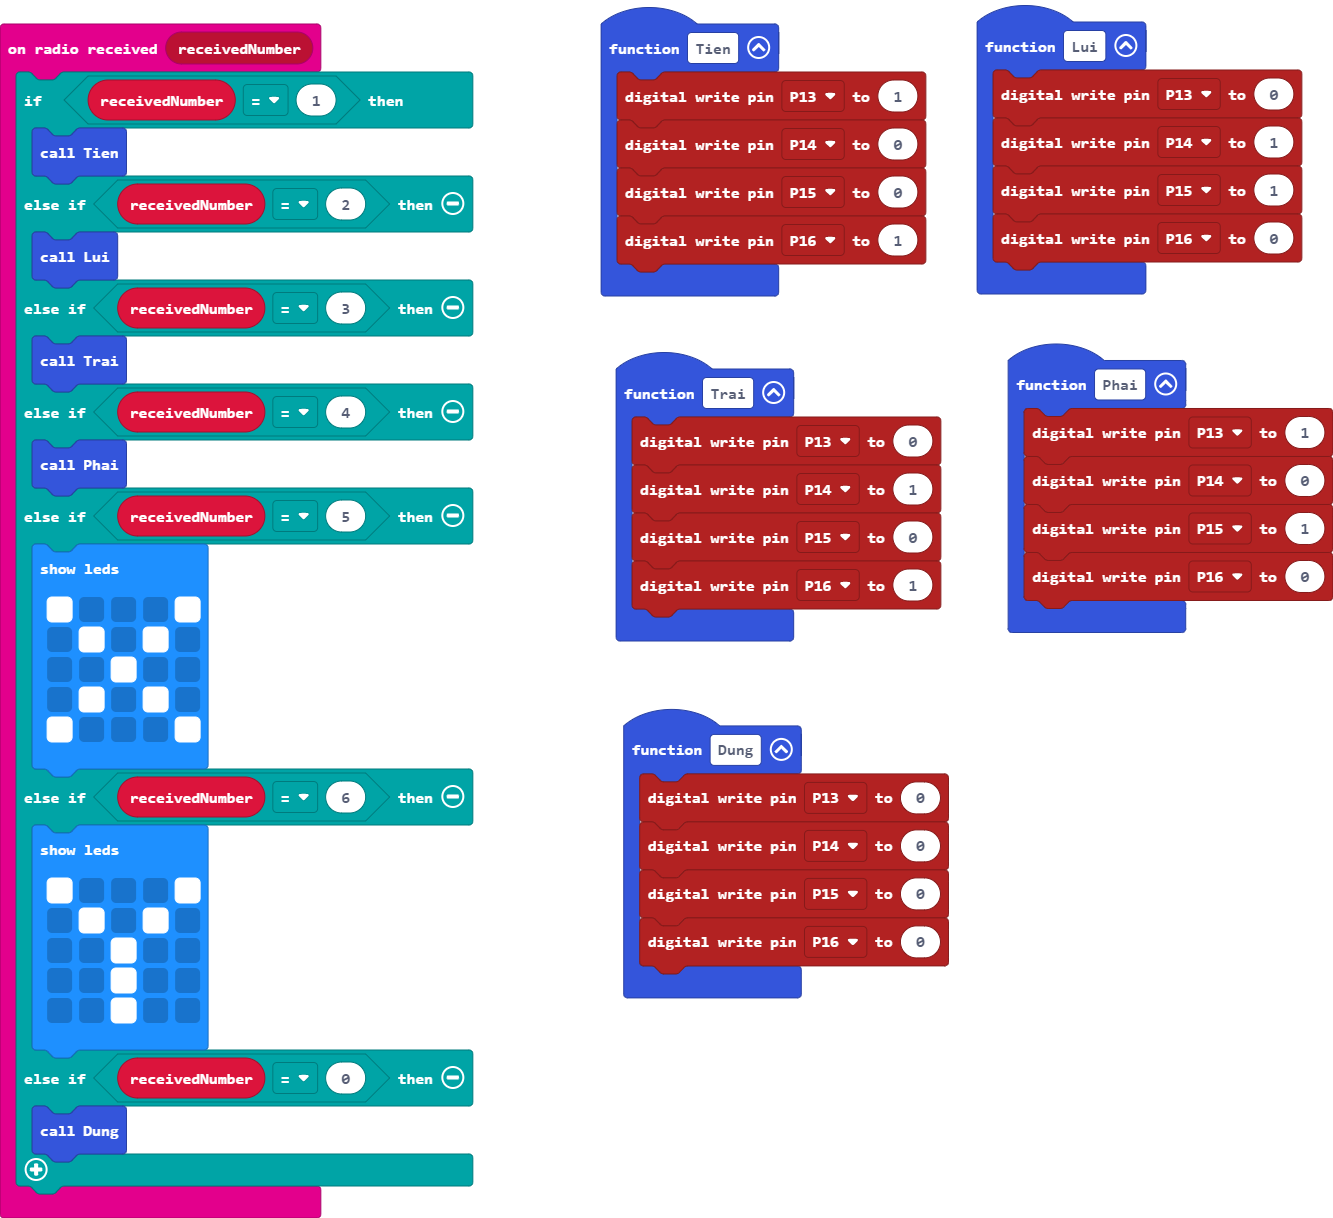 on radio received receivedNumber
if receivedNumber = 1 then
call Tien
else if receivedNumber = 2 then
call Lui
else if receivedNumber = 3 then
call Trai
else if receivedNumber = 4 then
call Phai
else if receivedNumber = 5 then
show leds
else if receivedNumber = 6 then
show leds
else if receivedNumber = 0 then
call Dung
function Tien
digital write pin P13 to 1
digital write pin P14 to 0
digital write pin P15 to 0
digital write pin P16 to 1
function Lui
digital write pin P13 to 0
digital write pin P14 to 1
digital write pin P15 to 1
digital write pin P16 to 0
function Trai
digital write pin P13 to 0
digital write pin P14 to 1
digital write pin P15 to 0
digital write pin P16 to 1
function Phai
digital write pin P13 to 1
digital write pin P14 to 0
digital write pin P15 to 1
digital write pin P16 to 0
function Dung
digital write pin P13 to 0
digital write pin P14 to 0
digital write pin P15 to 0
digital write pin P16 to 0